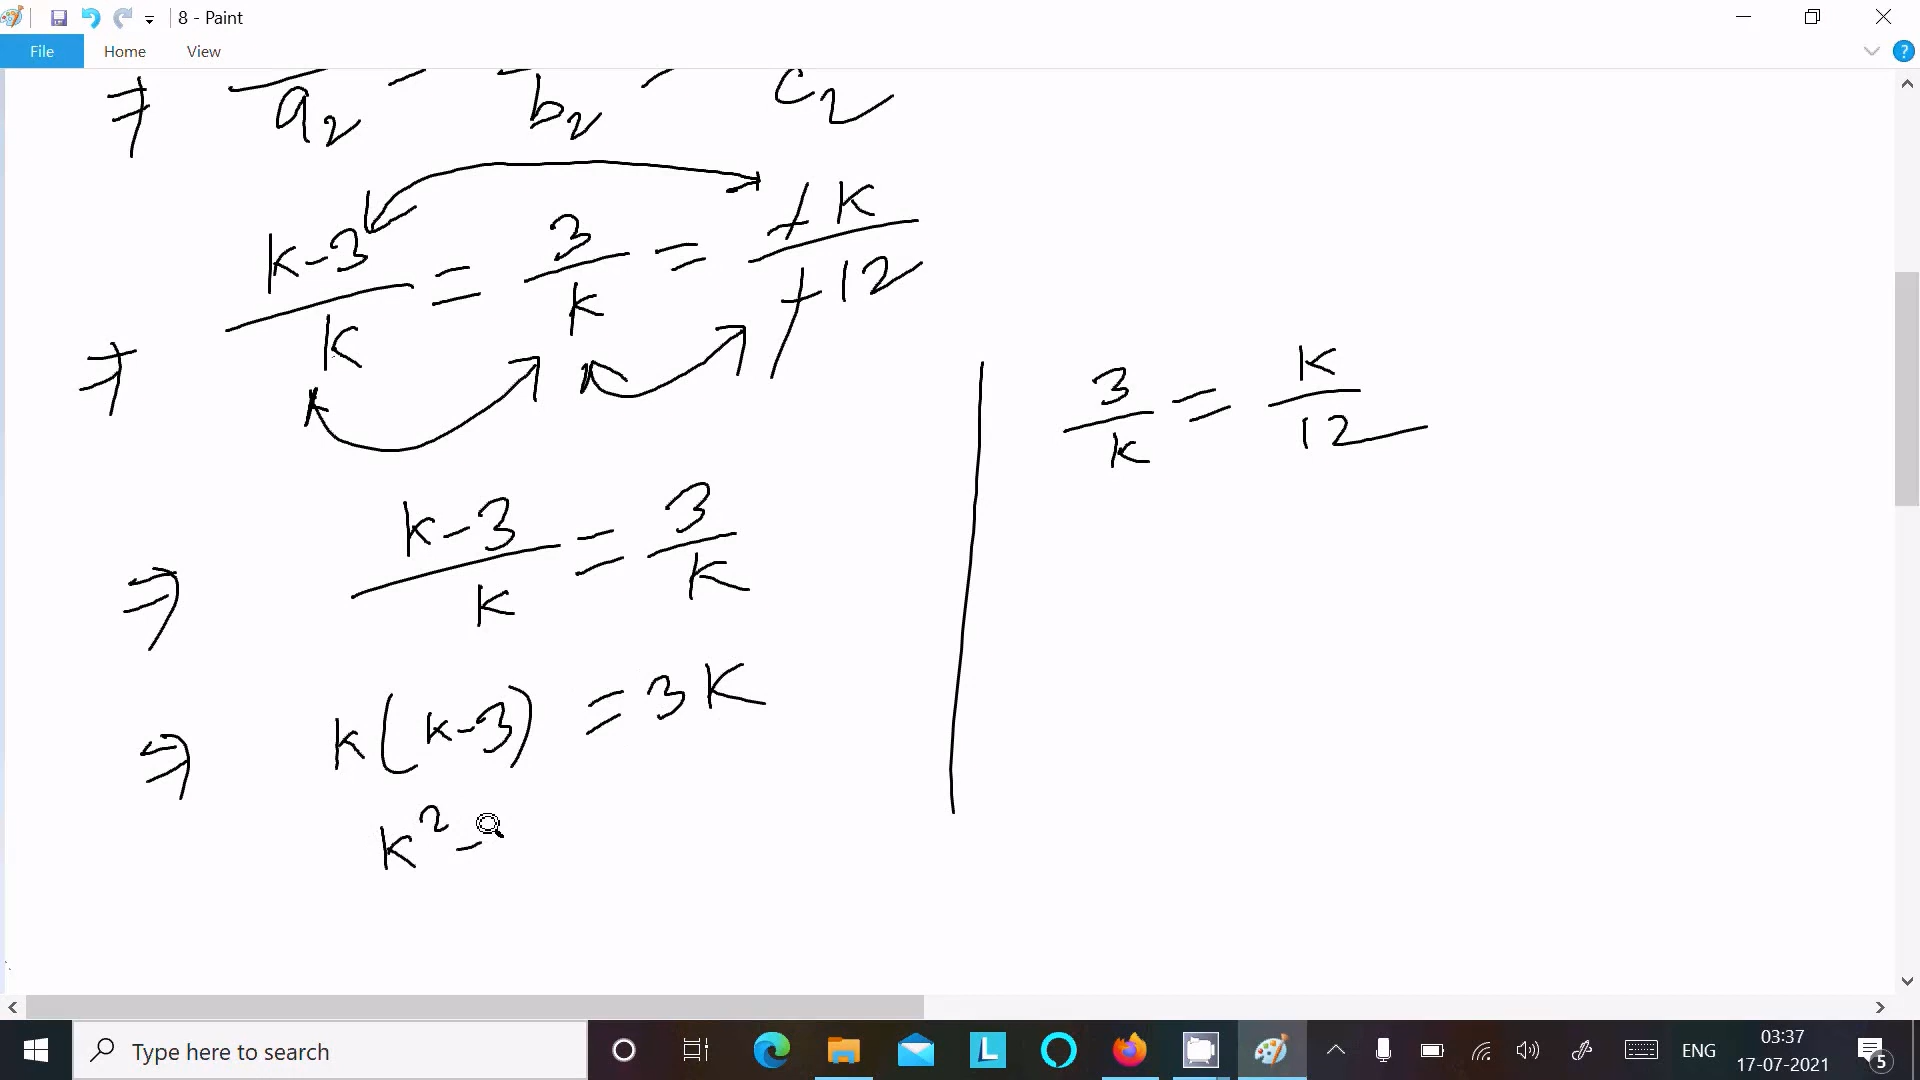 8 - Paint
File Home View
⇒ a₂ = b₂ = c₂
⇒ (k-3)/k = 3/k = +k/+12
⇒ (k-3)/k = 3/k
⇒ k(k-3) = 3k
k² -
3/k = k/12
Type here to search
L
ENG
03:37
17-07-2021
5